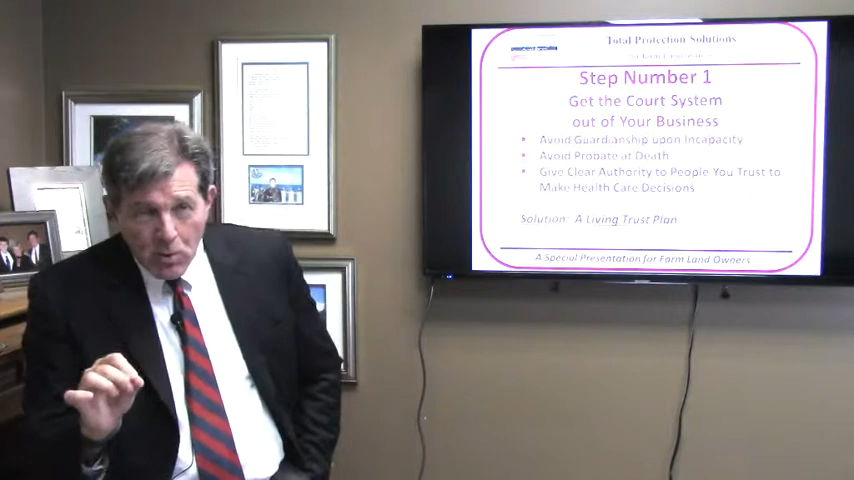 Total Protection Solutions
Step Number 1
Get the Court System
out of Your Business
▪ Avoid Guardianship upon Incapacity
▪ Avoid Probate at Death
▪ Give Clear Authority to People You Trust to
Make Health Care Decisions
Solution: A Living Trust Plan
A Special Presentation for Farm Land Owners